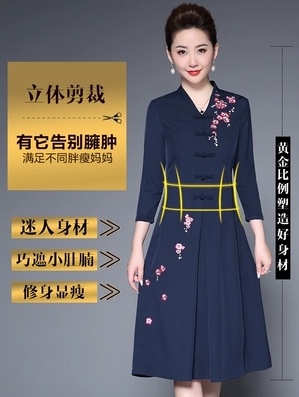 立体剪裁
有它告别臃肿
满足不同胖瘦妈妈
迷人身材
巧遮小肚腩
修身显瘦
黄金比例塑造好身材